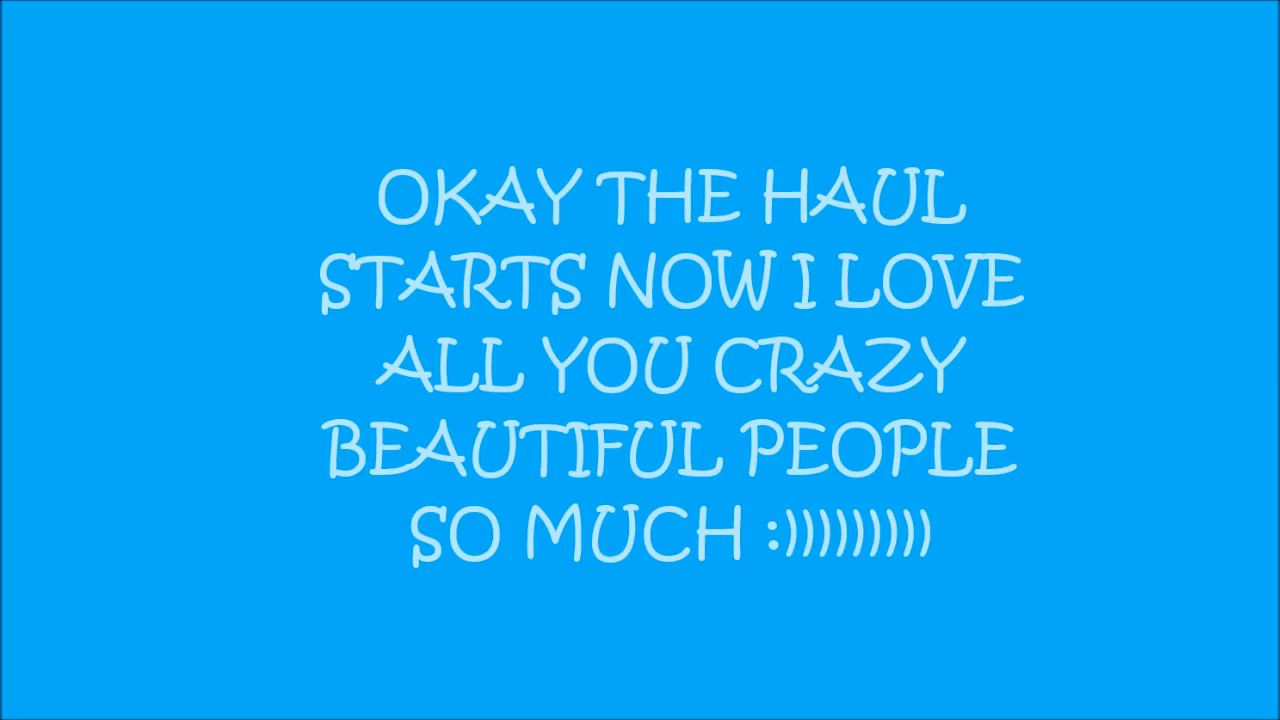 OKAY THE HAUL
STARTS NOW I LOVE
ALL YOU CRAZY
BEAUTIFUL PEOPLE
SO MUCH :)))))))))